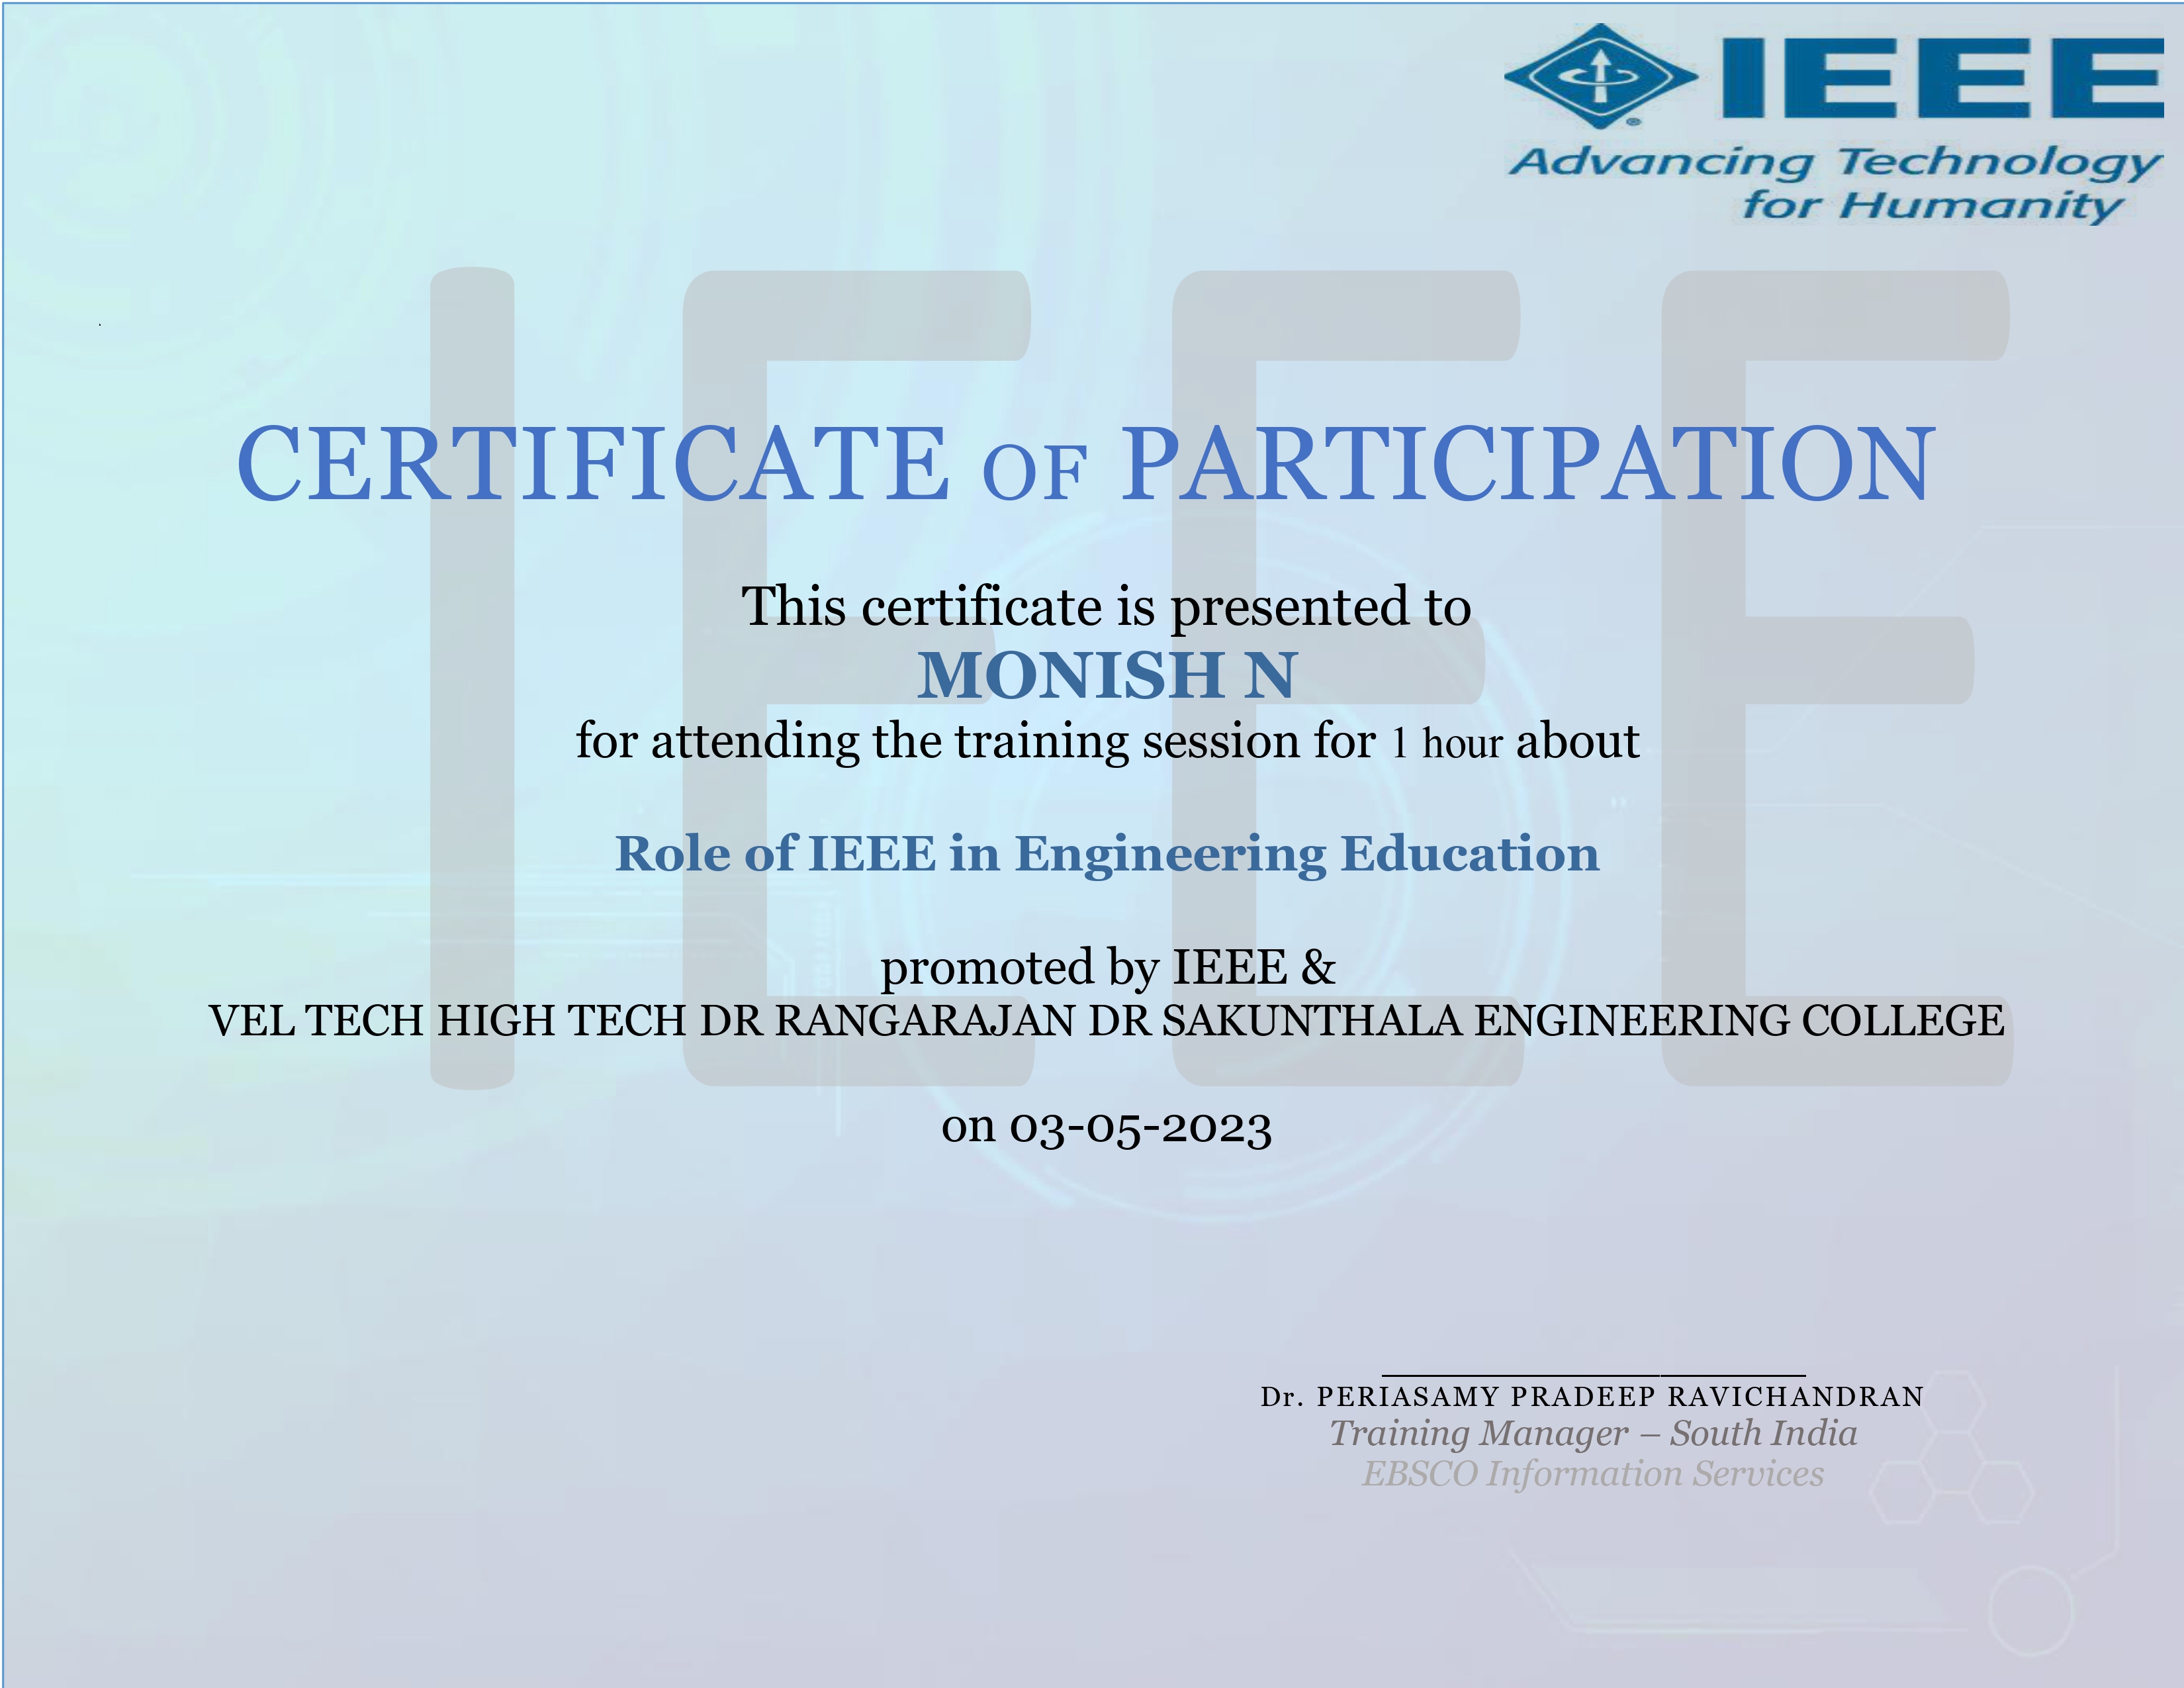 IEEE
Advancing Technology
for Humanity
IEEE
CERTIFICATE OF PARTICIPATION
This certificate is presented to
MONISH N
for attending the training session for 1 hour about
Role of IEEE in Engineering Education
promoted by IEEE &
VEL TECH HIGH TECH DR RANGARAJAN DR SAKUNTHALA ENGINEERING COLLEGE
on 03-05-2023
Dr. PERIASAMY PRADEEP RAVICHANDRAN
Training Manager – South India
EBSCO Information Services